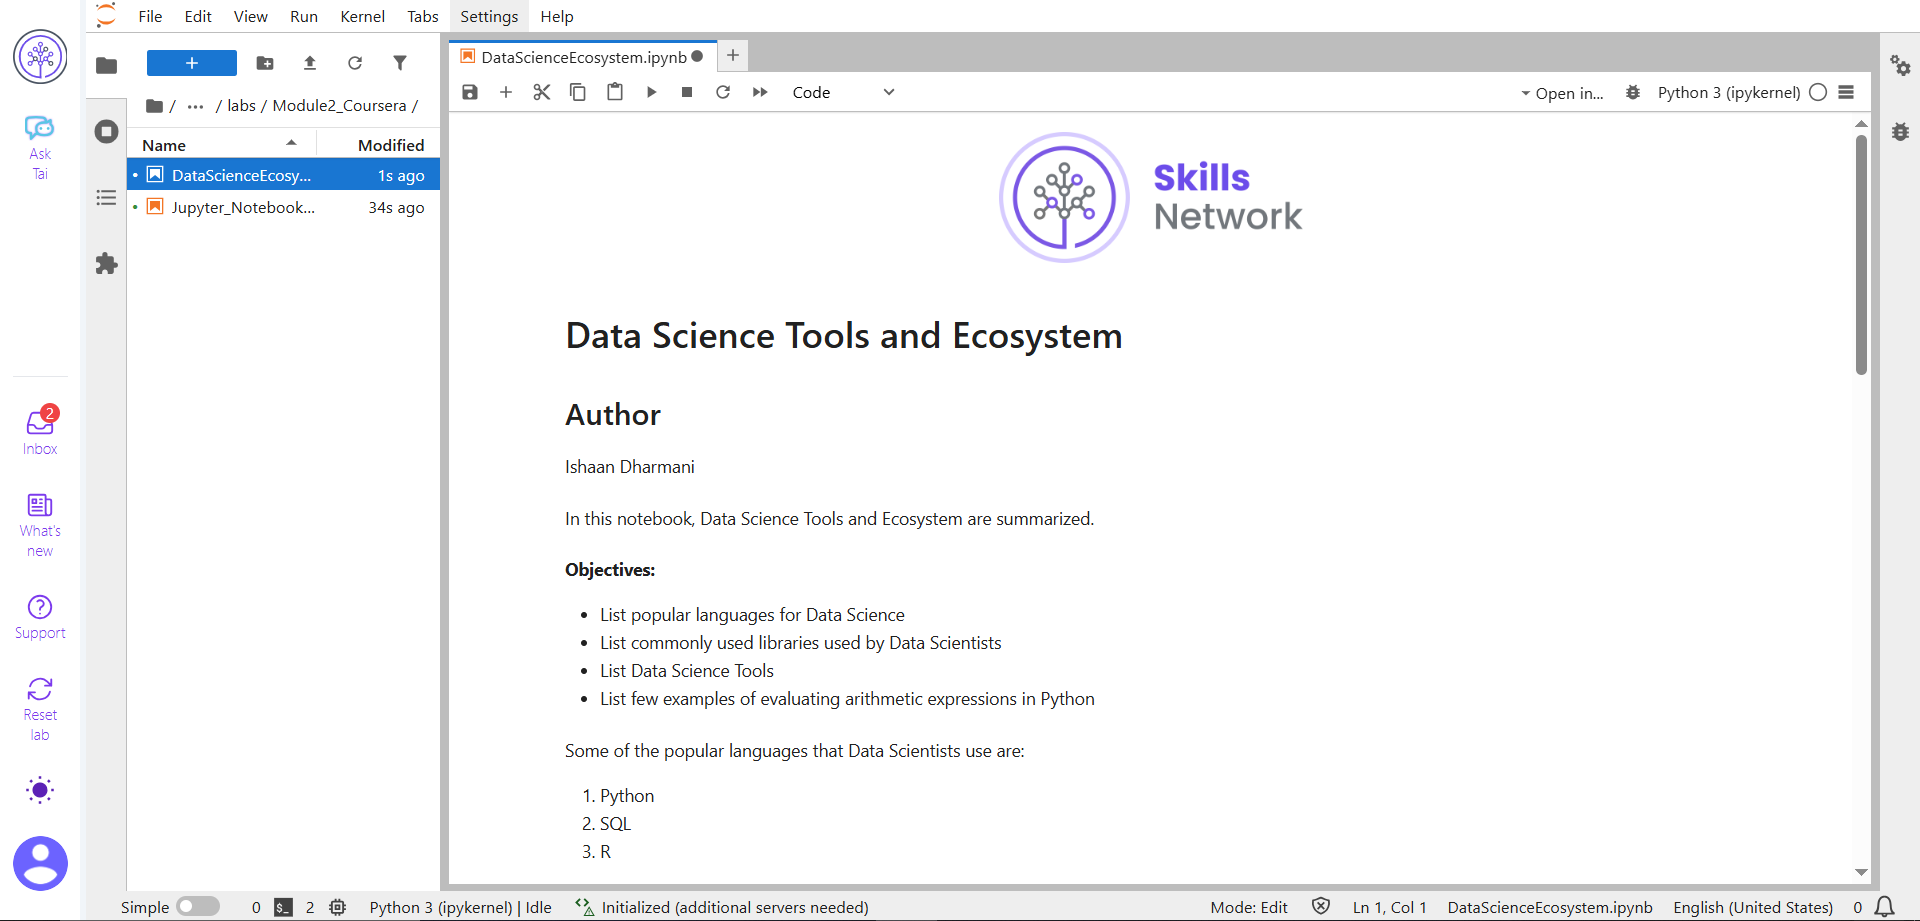 File Edit View Run Kernel Tabs Settings Help
Ask
Tai
Inbox
2
What's
new
Support
Reset
lab
/ ... / labs / Module2_Coursera /
Name Modified
DataScienceEcosy... 1s ago
Jupyter_Notebook... 34s ago
DataScienceEcosystem.ipynb
Code
Open in...
Python 3 (ipykernel)
Skills
Network
Data Science Tools and Ecosystem
Author
Ishaan Dharmani
In this notebook, Data Science Tools and Ecosystem are summarized.
Objectives:
• List popular languages for Data Science
• List commonly used libraries used by Data Scientists
• List Data Science Tools
• List few examples of evaluating arithmetic expressions in Python
Some of the popular languages that Data Scientists use are:
1. Python
2. SQL
3. R
Simple 0 $_ 2 Python 3 (ipykernel) | Idle Initialized (additional servers needed) Mode: Edit Ln 1, Col 1 DataScienceEcosystem.ipynb English (United States) 0